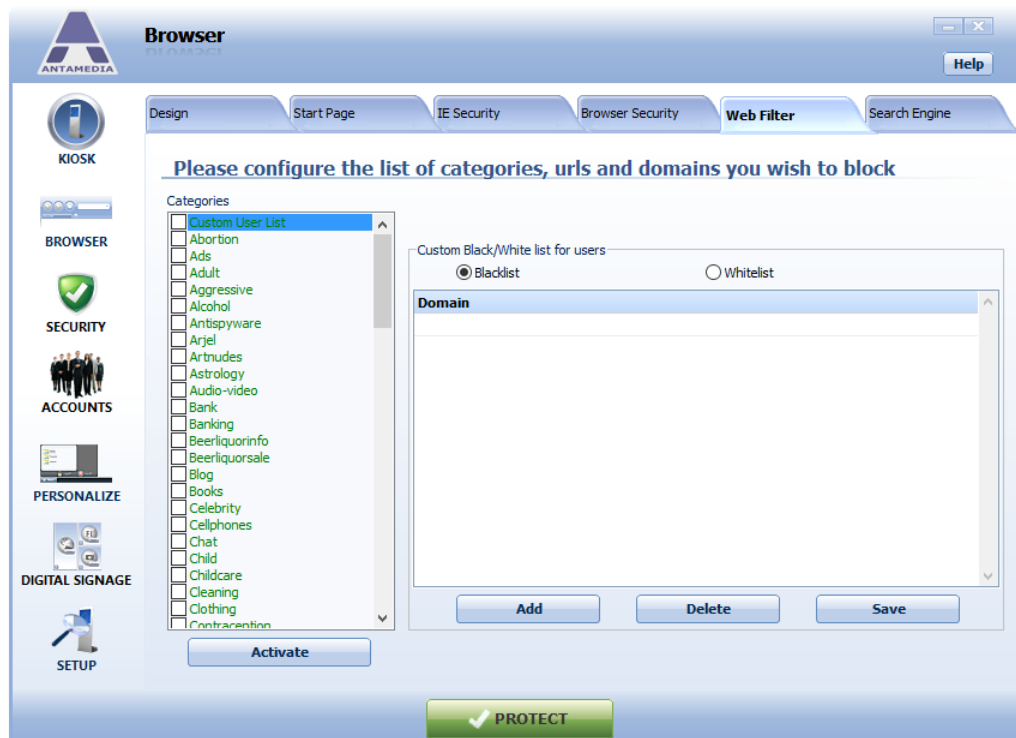 ANTAMEDIA
Browser
Help
KIOSK
BROWSER
SECURITY
ACCOUNTS
PERSONALIZE
DIGITAL SIGNAGE
SETUP
Design
Start Page
IE Security
Browser Security
Web Filter
Search Engine
Please configure the list of categories, urls and domains you wish to block
Categories
Custom User List
Abortion
Ads
Adult
Aggressive
Alcohol
Antispyware
Arjel
Artnudes
Astrology
Audio-video
Bank
Banking
Beerliquorinfo
Beerliquorsale
Blog
Books
Celebrity
Cellphones
Chat
Child
Childcare
Cleaning
Clothing
Contraception
Activate
Custom Black/White list for users
Blacklist
Whitelist
Domain
Add
Delete
Save
PROTECT